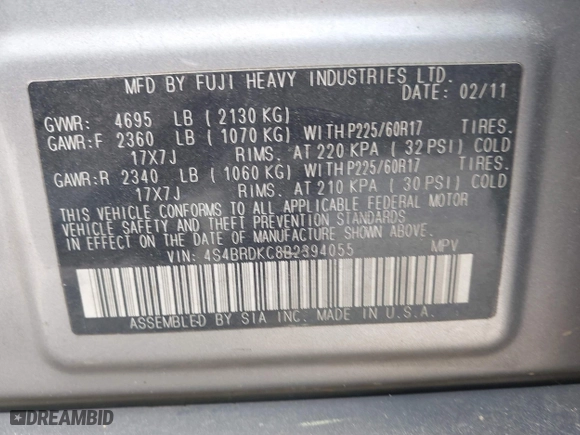 MFD BY FUJI HEAVY INDUSTRIES LTD.
DATE: 02/11
GVWR: 4695 LB ( 2130 KG)
GAWR:F 2360 LB ( 1070 KG) WITH P225/60R17 TIRES.
17X7J RIMS. AT 220 KPA ( 32 PSI) COLD
GAWR:R 2340 LB ( 1060 KG) WITH P225/60R17 TIRES.
17X7J RIMS. AT 210 KPA ( 30 PSI) COLD
THIS VEHICLE CONFORMS TO ALL APPLICABLE FEDERAL MOTOR
VEHICLE SAFETY AND THEFT PREVENTION STANDARDS
IN EFFECT ON THE DATE OF MANUFACTURE SHOWN ABOVE.
VIN: 4S4BRDKC8B2394055 MPV
ASSEMBLED BY SIA INC. MADE IN U.S.A.
DREAMBID